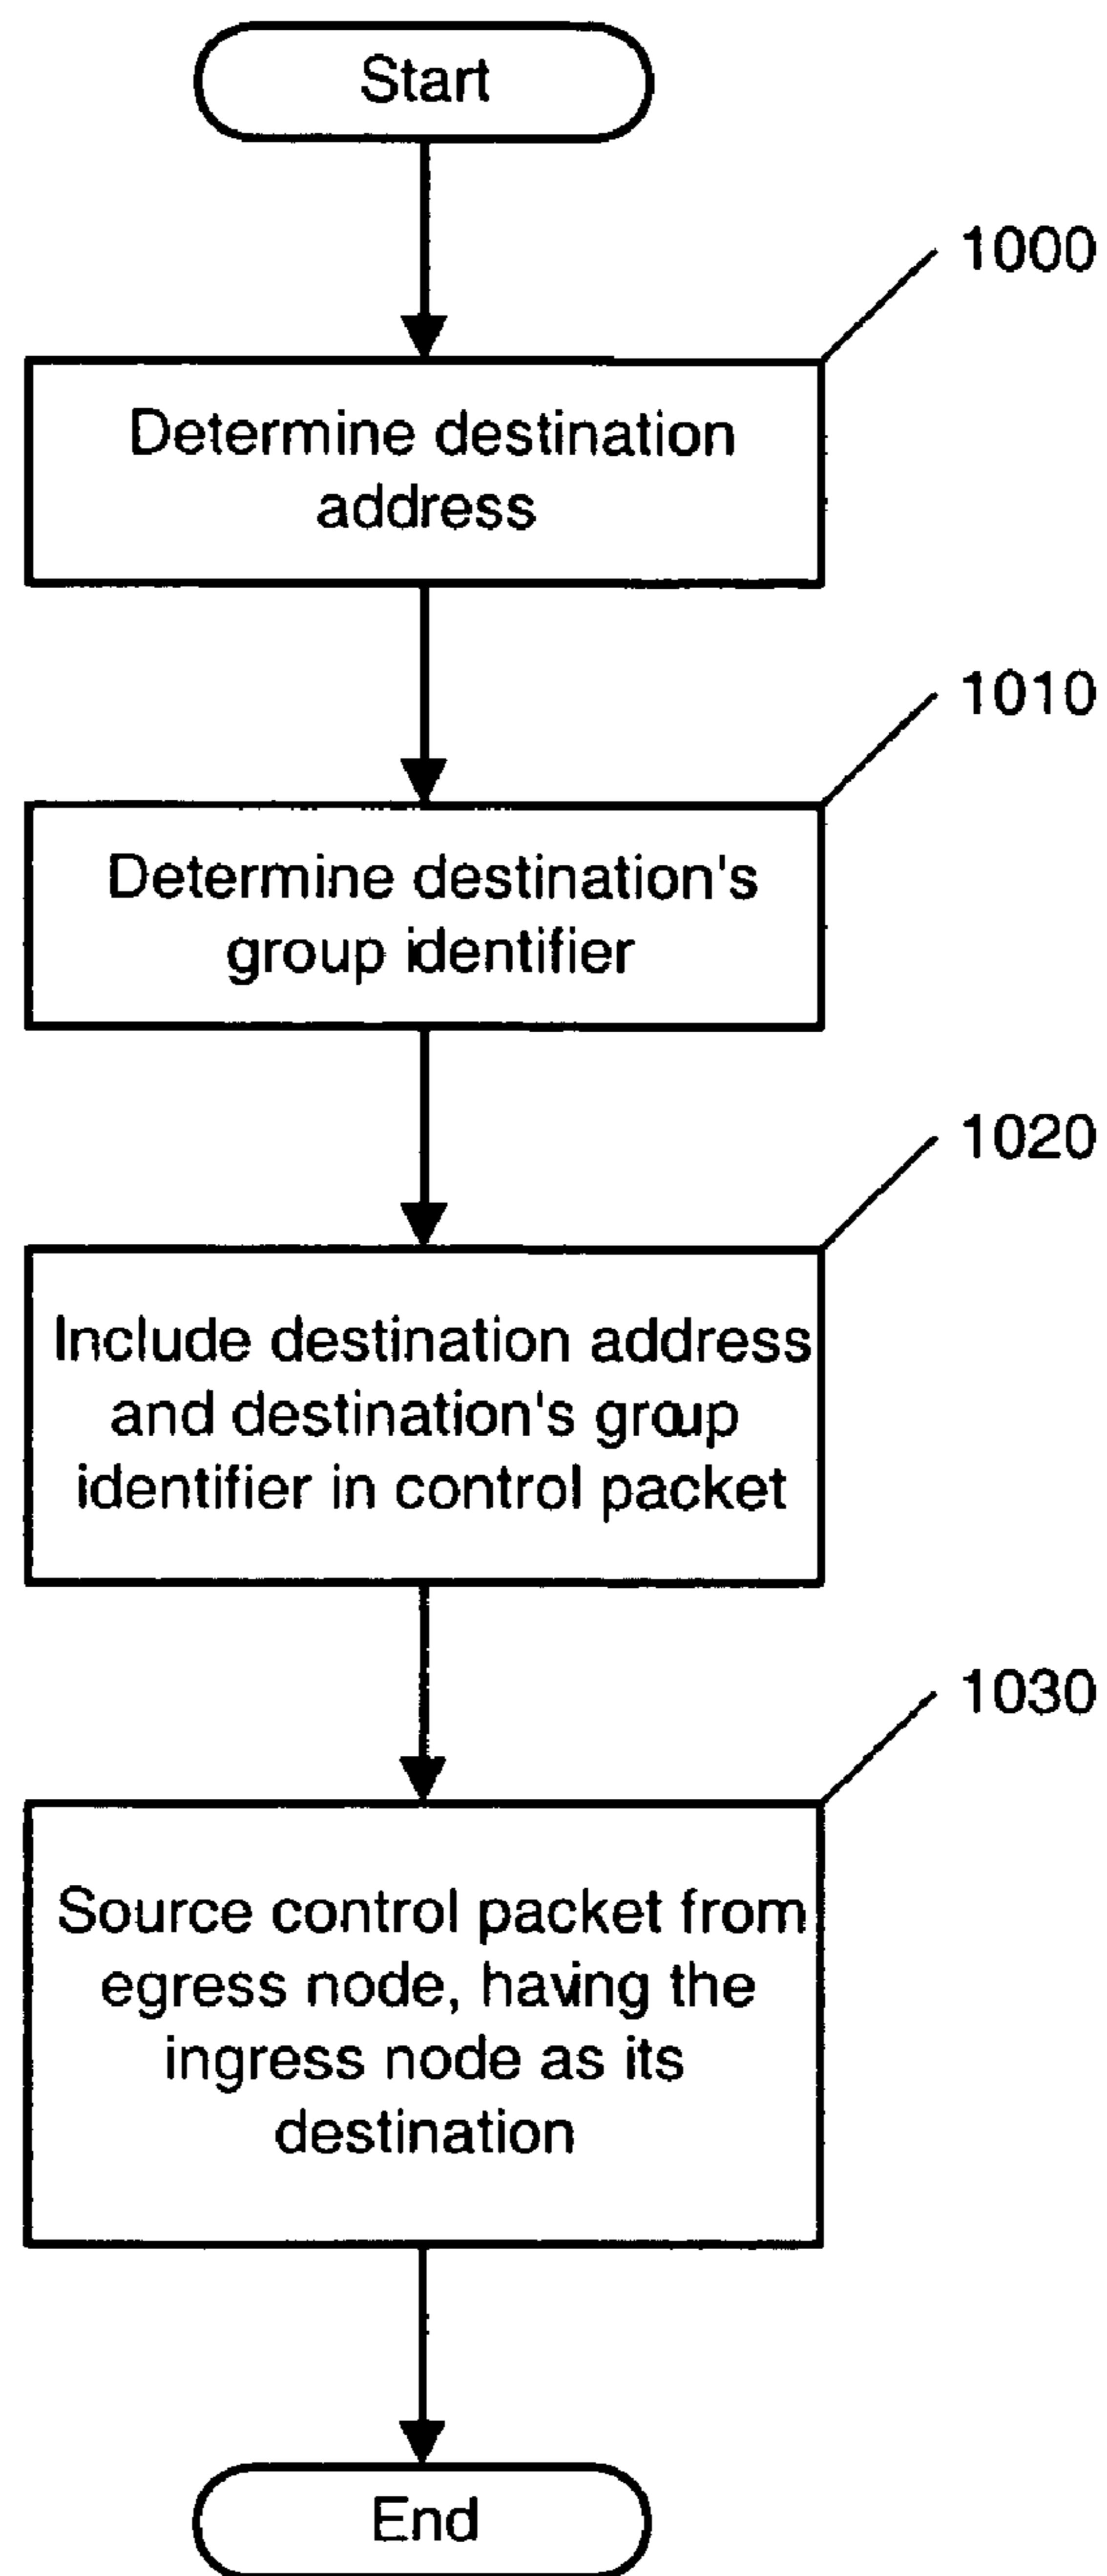 Start
1000
Determine destination
address
1010
Determine destination's
group identifier
1020
Include destination address
and destination's group
identifier in control packet
1030
Source control packet from
egress node, having the
ingress node as its
destination
End